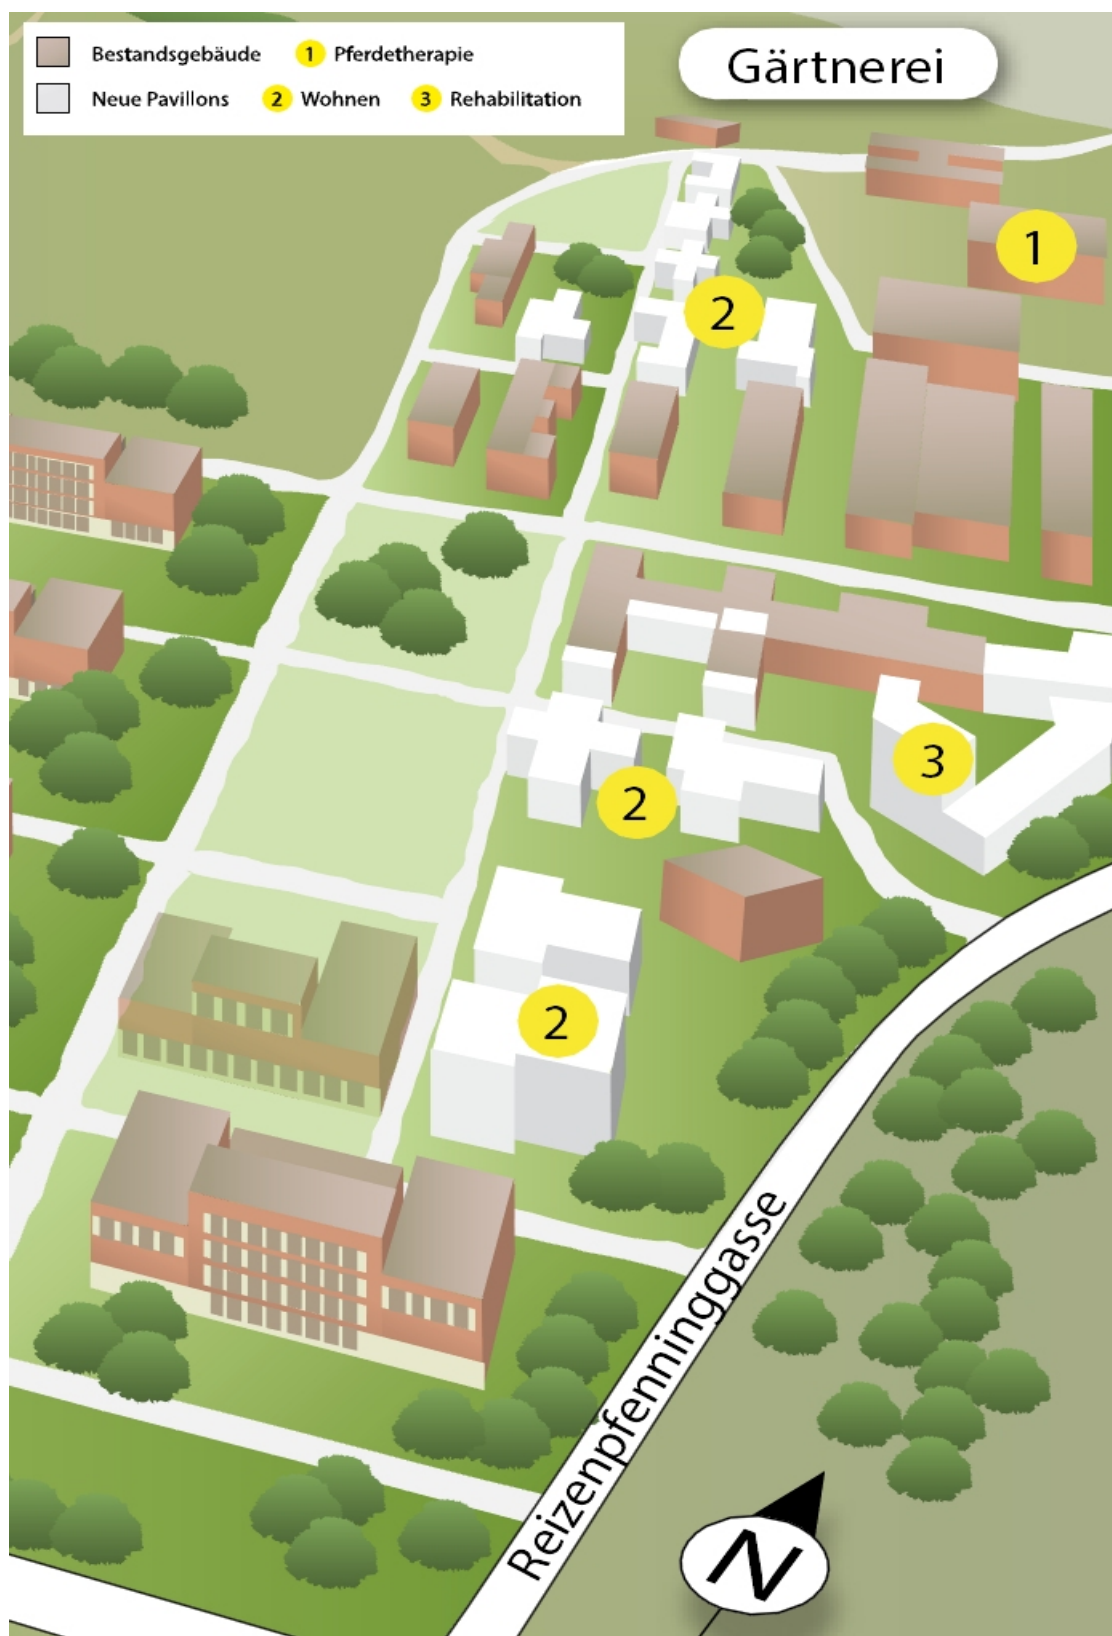 Bestandsgebäude 1 Pferdetherapie
Neue Pavillons 2 Wohnen 3 Rehabilitation
Gärtnerei
1
2
3
2
2
Reizenpfenninggasse
N